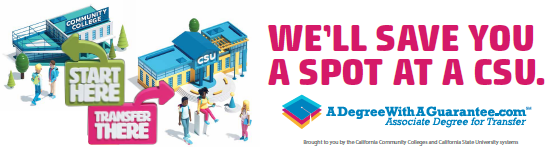 COMMUNITY
COLLEGE
START
HERE
TRANSFER
THERE
CSU
WE'LL SAVE YOU
A SPOT AT A CSU.
ADegreeWithAGuarantee.com℠
Associate Degree for Transfer
Brought to you by the California Community Colleges and California State University systems